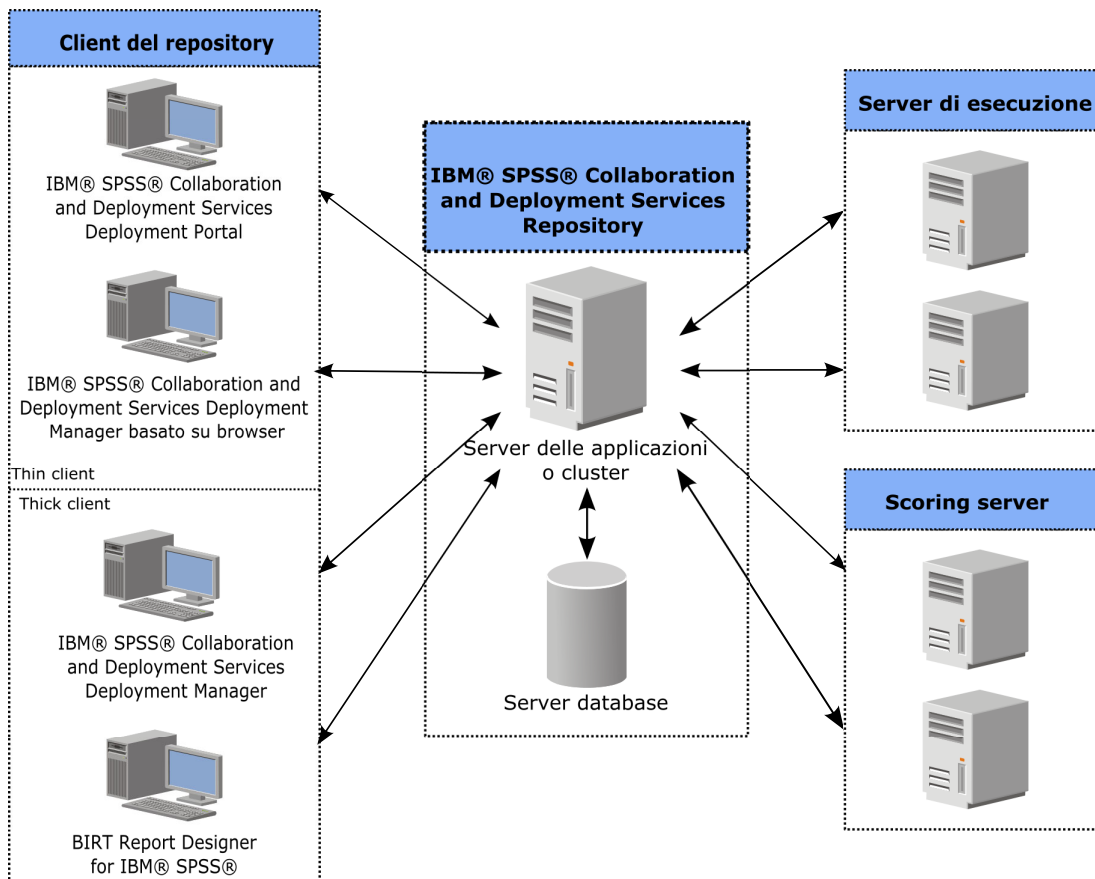 Client del repository
IBM® SPSS® Collaboration
and Deployment Services
Deployment Portal
IBM® SPSS® Collaboration and
Deployment Services Deployment
Manager basato su browser
Thin client
Thick client
IBM® SPSS® Collaboration
and Deployment Services
Deployment Manager
BIRT Report Designer
for IBM® SPSS®
IBM® SPSS® Collaboration
and Deployment Services
Repository
Server delle applicazioni
o cluster
Server database
Server di esecuzione
Scoring server